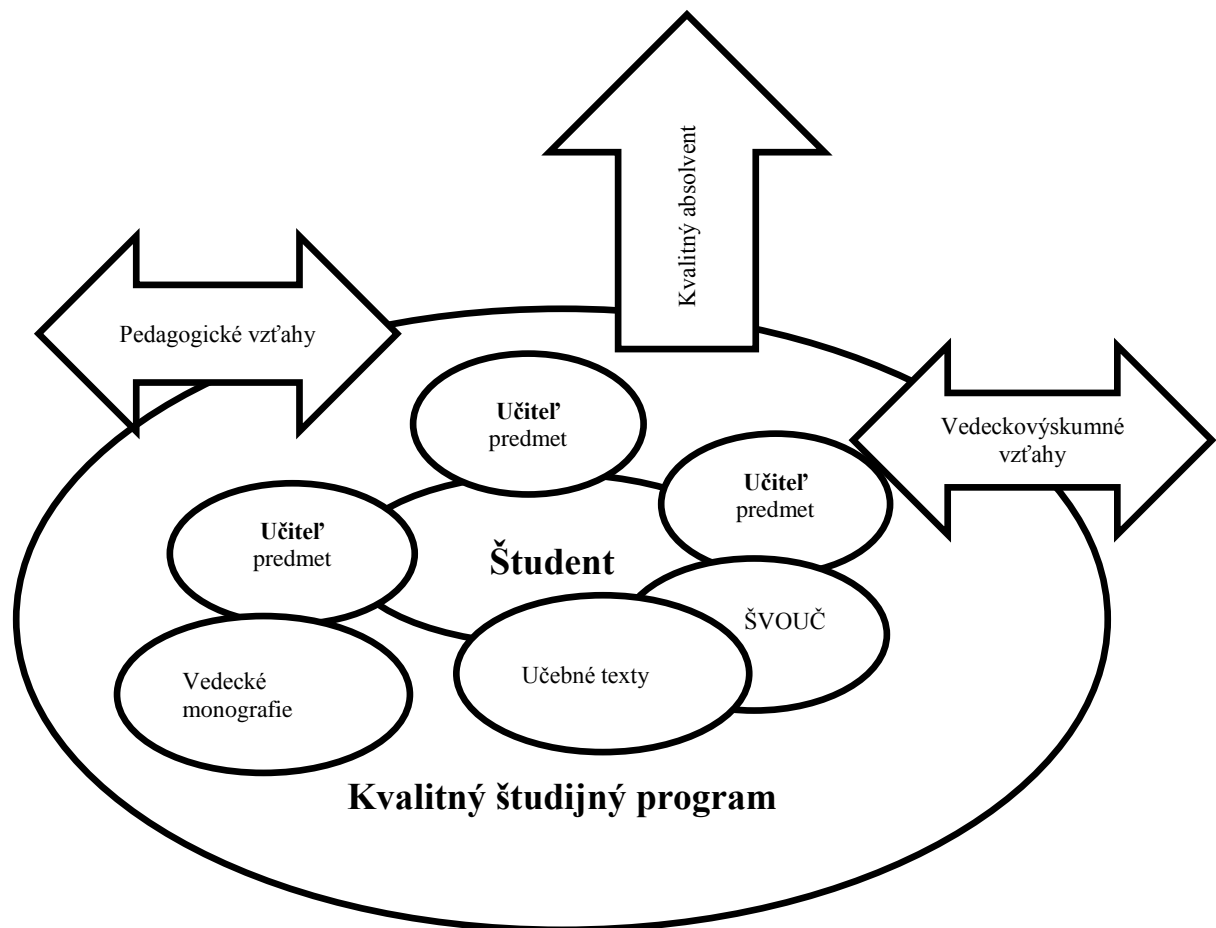 Kvalitný absolvent
Pedagogické vzťahy
Učiteľ
predmet
Vedeckovýskumné
vzťahy
Učiteľ
predmet
Učiteľ
predmet
Študent
ŠVOUČ
Učebné texty
Vedecké
monografie
Kvalitný študijný program